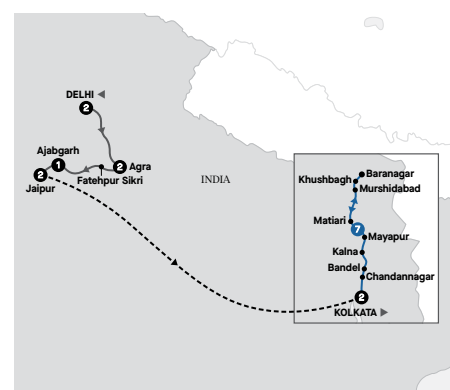 DELHI
2
Ajabgarh
1
2
Agra
2
Fatehpur Sikri
Jaipur
INDIA
Baranagar
Khushbagh
Murshidabad
Matiari
7
Mayapur
Kalna
Bandel
Chandannagar
2
KOLKATA